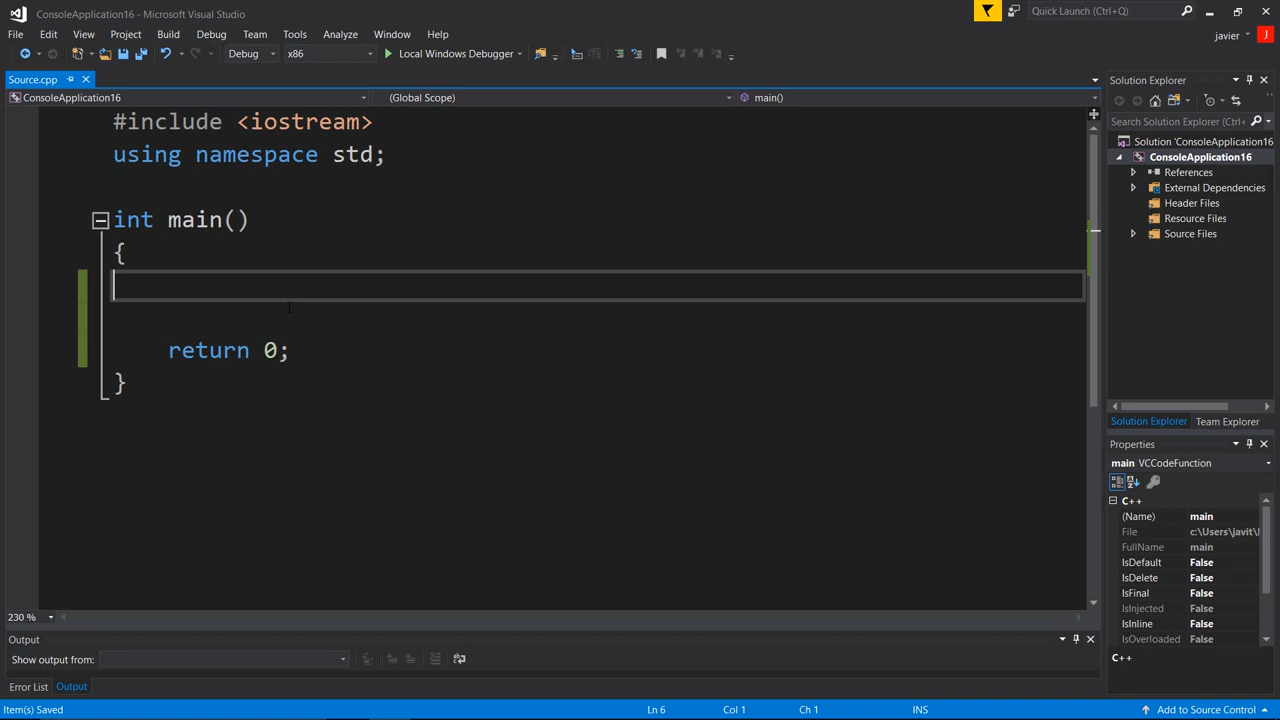 ConsoleApplication16 - Microsoft Visual Studio
Quick Launch (Ctrl+Q)
File Edit View Project Build Debug Team Tools Analyze Window Help
javier J
Debug x86 Local Windows Debugger
Source.cpp
ConsoleApplication16 (Global Scope) main()
#include <iostream>
using namespace std;
int main()
{
return 0;
}
230 %
Output
Show output from:
Error List Output
Solution Explorer
Search Solution Explorer (Ctrl+
Solution 'ConsoleApplication16
ConsoleApplication16
References
External Dependencies
Header Files
Resource Files
Source Files
Solution Explorer Team Explorer
Properties
main VCCodeFunction
C++
(Name) main
File c:\Users\javit\
FullName main
IsDefault False
IsDelete False
IsFinal False
IsInjected False
IsInline False
IsOverloaded False
C++
Item(s) Saved Ln 6 Col 1 Ch 1 INS Add to Source Control